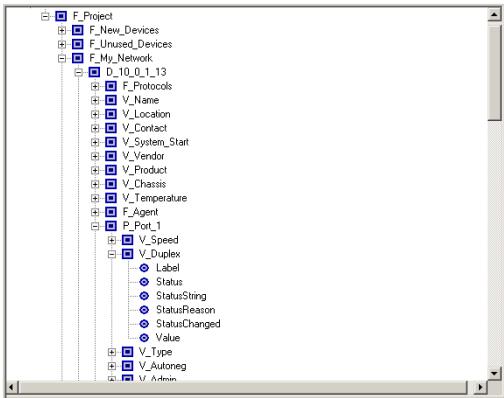 F_Project
F_New_Devices
F_Unused_Devices
F_My_Network
D_10_0_1_13
F_Protocols
V_Name
V_Location
V_Contact
V_System_Start
V_Vendor
V_Product
V_Chassis
V_Temperature
F_Agent
P_Port_1
V_Speed
V_Duplex
Label
Status
StatusString
StatusReason
StatusChanged
Value
V_Type
V_Autoneg
V_Admin